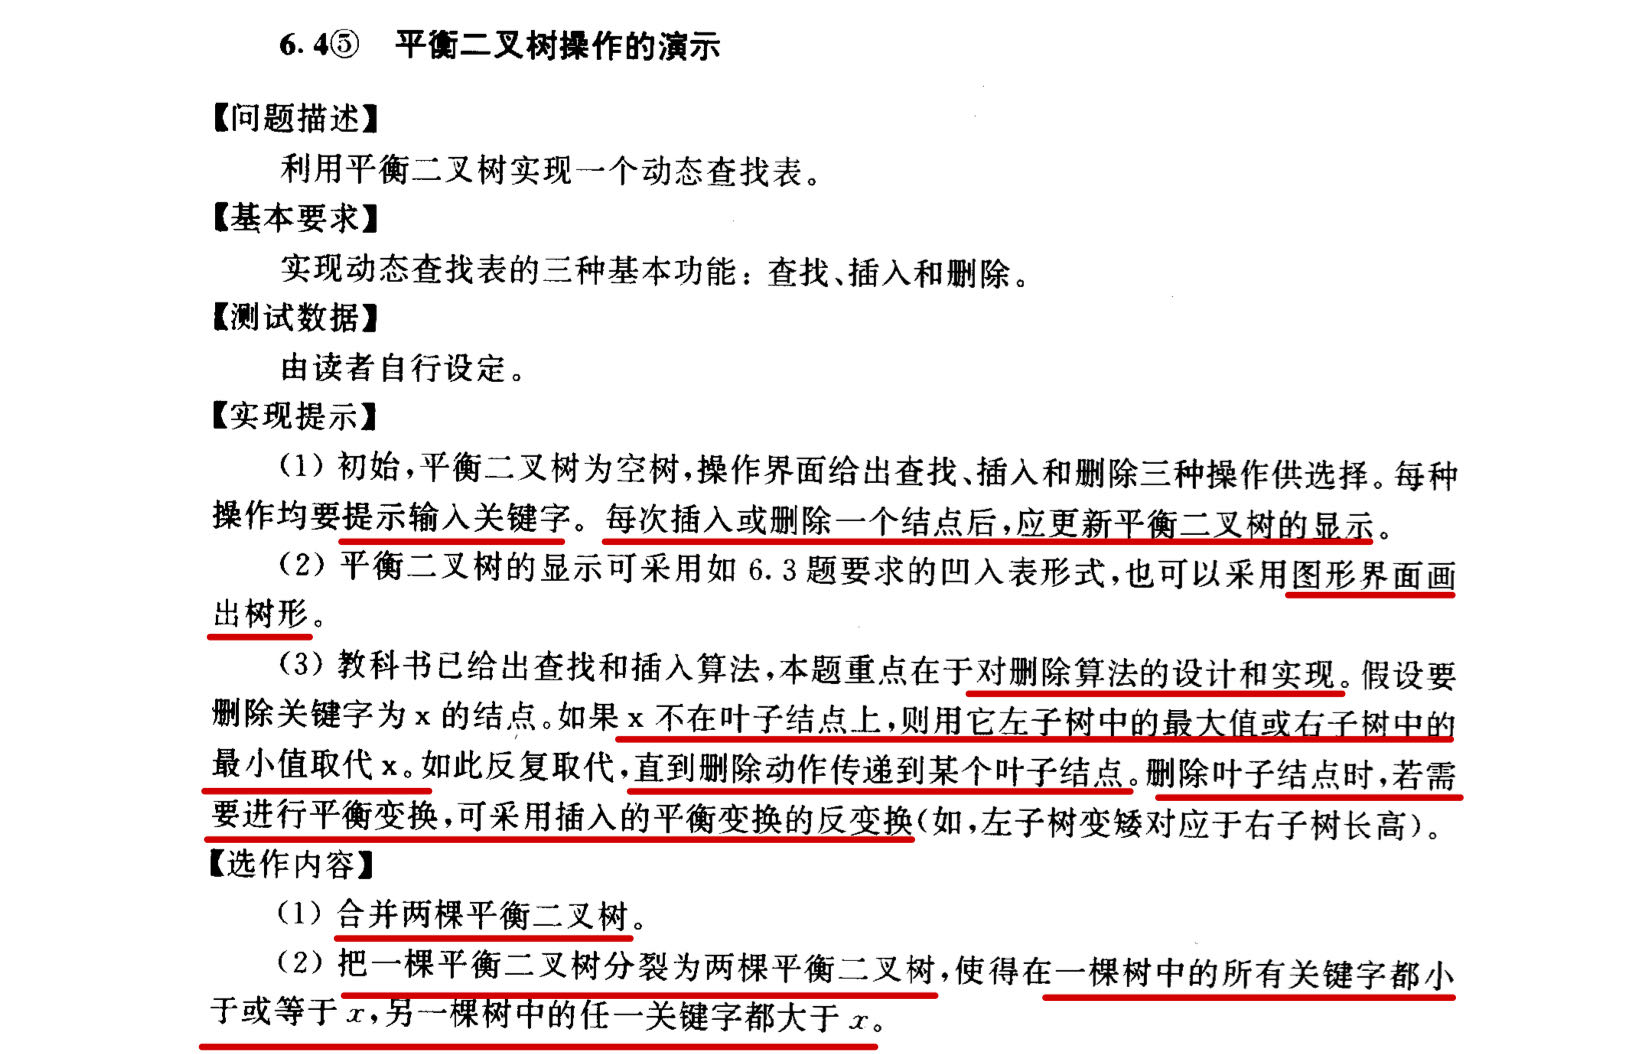 6.4⑤ 平衡二叉树操作的演示
【问题描述】
利用平衡二叉树实现一个动态查找表。
【基本要求】
实现动态查找表的三种基本功能：查找、插入和删除。
【测试数据】
由读者自行设定。
【实现提示】
(1) 初始，平衡二叉树为空树，操作界面给出查找、插入和删除三种操作供选择。每种
操作均要提示输入关键字。每次插入或删除一个结点后，应更新平衡二叉树的显示。
(2) 平衡二叉树的显示可采用如 6.3 题要求的凹入表形式，也可以采用图形界面画
出树形。
(3) 教科书已给出查找和插入算法，本题重点在于对删除算法的设计和实现。假设要
删除关键字为 x 的结点。如果 x 不在叶子结点上，则用它左子树中的最大值或右子树中的
最小值取代 x。如此反复取代，直到删除动作传递到某个叶子结点。删除叶子结点时，若需
要进行平衡变换，可采用插入的平衡变换的反变换（如，左子树变矮对应于右子树长高）。
【选作内容】
(1) 合并两棵平衡二叉树。
(2) 把一棵平衡二叉树分裂为两棵平衡二叉树，使得在一棵树中的所有关键字都小
于或等于 x，另一棵树中的任一关键字都大于 x。